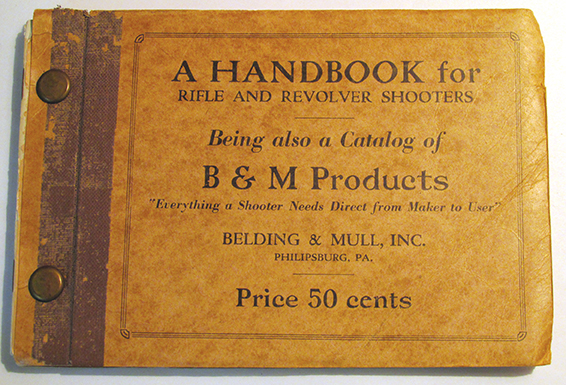 A HANDBOOK for
RIFLE AND REVOLVER SHOOTERS
Being also a Catalog of
B & M Products
"Everything a Shooter Needs Direct from Maker to User"
BELDING & MULL, INC.
PHILIPSBURG, PA.
Price 50 cents